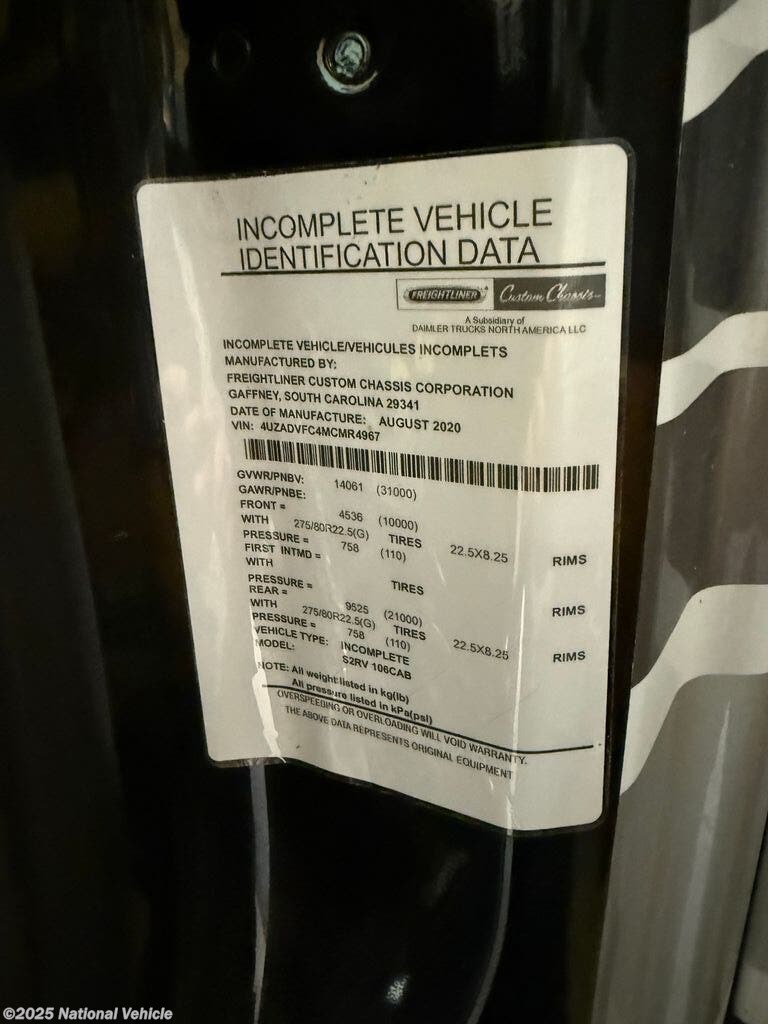 INCOMPLETE VEHICLE
IDENTIFICATION DATA
FREIGHTLINER Custom Chassis
A Subsidiary of
DAIMLER TRUCKS NORTH AMERICA LLC
INCOMPLETE VEHICLE/VEHICULES INCOMPLETS
MANUFACTURED BY:
FREIGHTLINER CUSTOM CHASSIS CORPORATION
GAFFNEY, SOUTH CAROLINA 29341
DATE OF MANUFACTURE: AUGUST 2020
VIN: 4UZADVFC4MCMR4967
GVWR/PNBV: 14061 (31000)
GAWR/PNBE:
FRONT = 4536 (10000)
WITH 275/80R22.5(G) TIRES 22.5X8.25 RIMS
PRESSURE = 758 (110)
FIRST INTMD =
WITH TIRES RIMS
PRESSURE =
REAR = 9525 (21000)
WITH 275/80R22.5(G) TIRES 22.5X8.25 RIMS
PRESSURE = 758 (110)
VEHICLE TYPE: INCOMPLETE
MODEL: S2RV 106CAB
NOTE: All weight listed in kg(lb)
All pressure listed in kPa(psi)
OVERSPEEDING OR OVERLOADING WILL VOID WARRANTY.
THE ABOVE DATA REPRESENTS ORIGINAL EQUIPMENT
©2025 National Vehicle